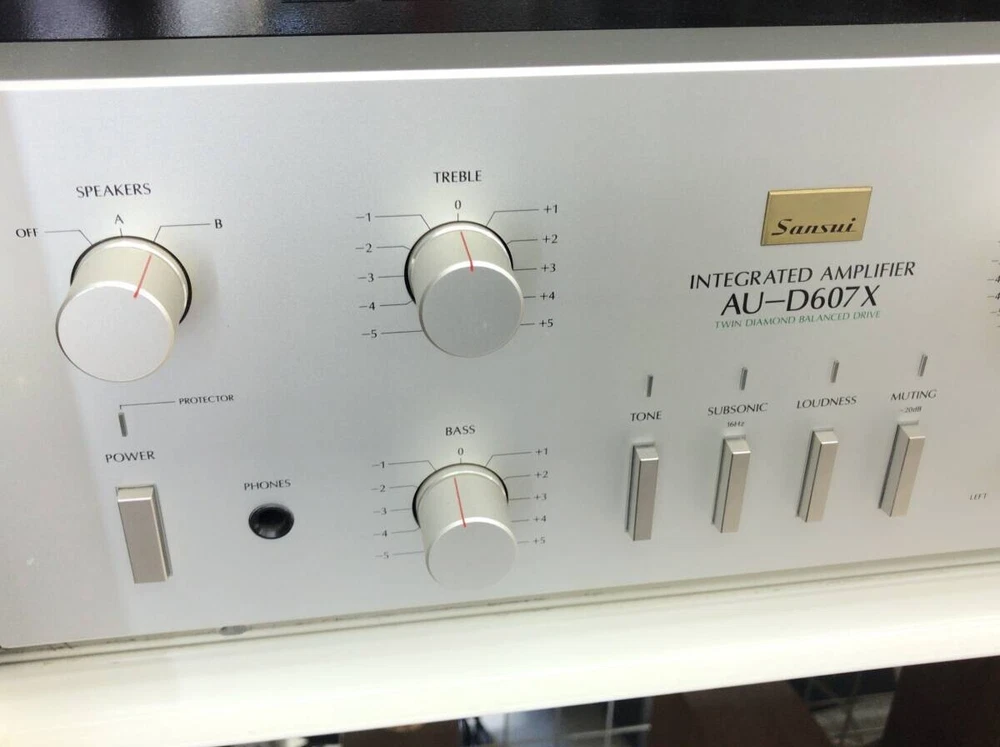 SPEAKERS
OFF
A
B
TREBLE
0
-1
+1
-2
+2
-3
+3
-4
+4
-5
+5
Sansui
INTEGRATED AMPLIFIER
AU-D607X
TWIN DIAMOND BALANCED DRIVE
PROTECTOR
POWER
PHONES
BASS
0
-1
+1
-2
+2
-3
+3
-4
+4
-5
+5
TONE
SUBSONIC
16Hz
LOUDNESS
MUTING
-20dB
LEFT